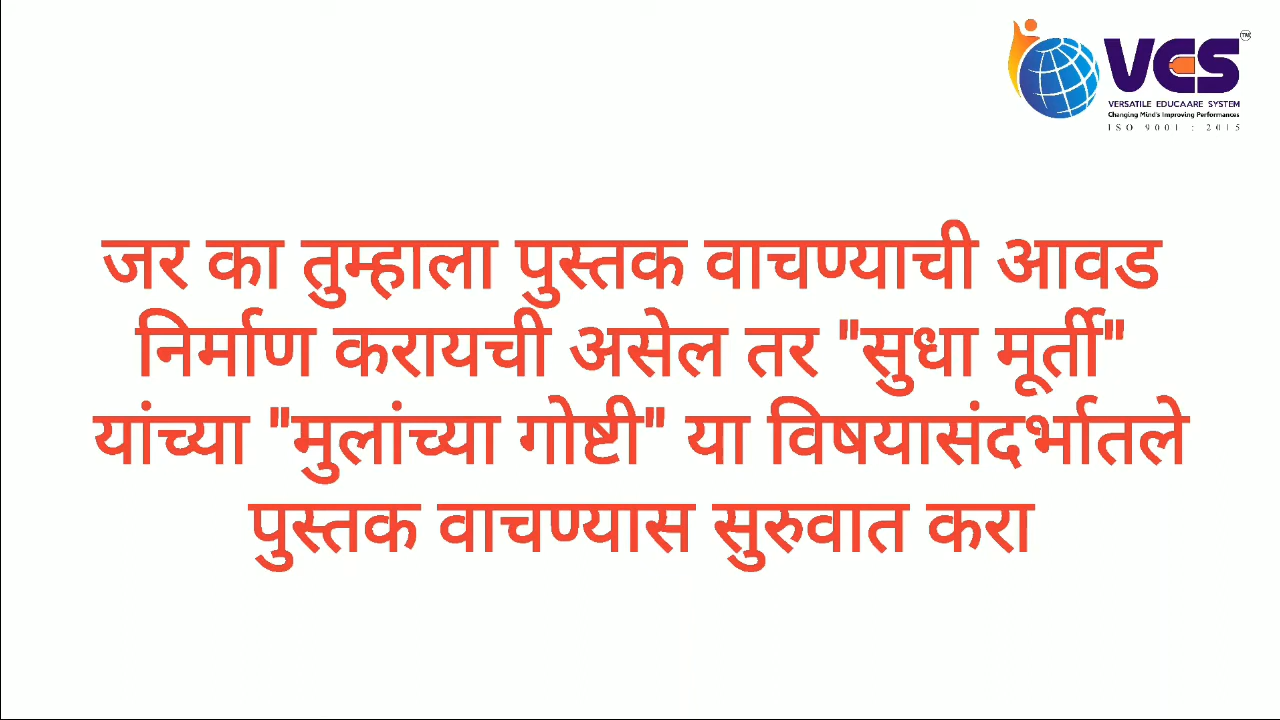 VCS
TM
VERSATILE EDUCAARE SYSTEM
Changing Mind's Improving Performances
ISO 9001 : 2015
जर का तुम्हाला पुस्तक वाचण्याची आवड
निर्माण करायची असेल तर "सुधा मूर्ती"
यांच्या "मुलांच्या गोष्टी" या विषयासंदर्भातले
पुस्तक वाचण्यास सुरुवात करा